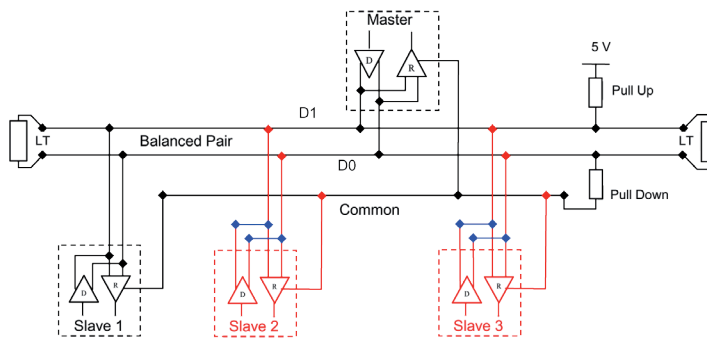 Master
D
R
5 V
Pull Up
D1
LT
Balanced Pair
LT
D0
Pull Down
Common
D
R
Slave 1
D
R
Slave 2
D
R
Slave 3